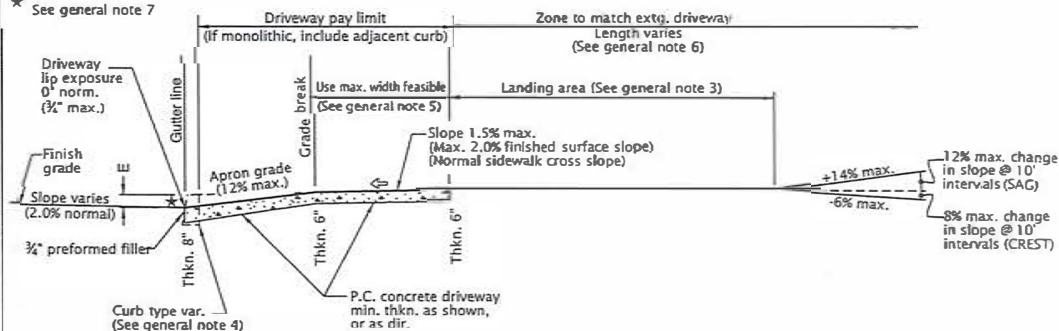 ★ See general note 7
Driveway pay limit
(If monolithic, include adjacent curb)
Zone to match extg. driveway
Length varies
(See general note 6)
Driveway
lip exposure
0" norm.
(¾" max.)
Gutter line
Grade break
Use max. width feasible
(See general note 5)
Landing area (See general note 3)
Finish
grade
E
Apron grade
(12% max.)
Slope 1.5% max.
(Max. 2.0% finished surface slope)
(Normal sidewalk cross slope)
Slope varies
(2.0% normal)
★
+14% max.
-6% max.
12% max. change
in slope @ 10'
intervals (SAG)
8% max. change
in slope @ 10'
intervals (CREST)
¾" preformed filler
Thkn. 8"
Thkn. 6"
Thkn. 6"
Curb type var.
(See general note 4)
P.C. concrete driveway
min. thkn. as shown,
or as dir.